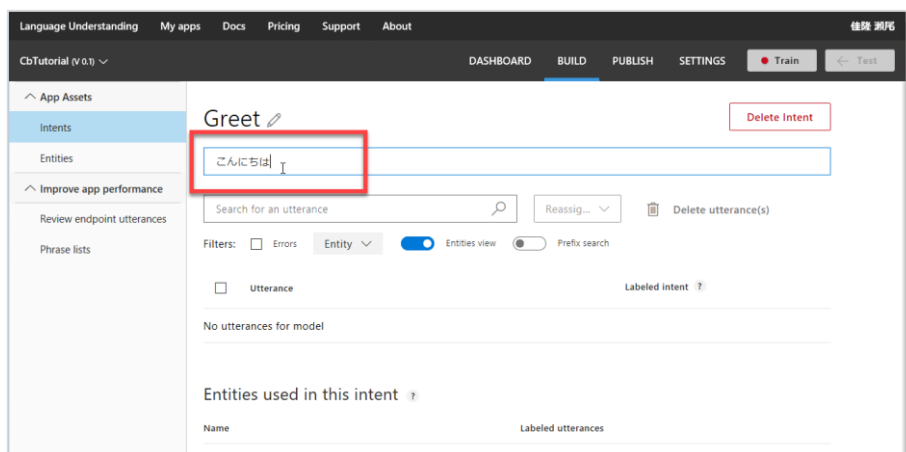 Language Understanding My apps Docs Pricing Support About 佳隆 瀬尾
CbTutorial (V 0.1) DASHBOARD BUILD PUBLISH SETTINGS Train Test
App Assets
Intents
Entities
Improve app performance
Review endpoint utterances
Phrase lists
Greet
Delete Intent
こんにちは
Search for an utterance Reassig... Delete utterance(s)
Filters: Errors Entity Entities view Prefix search
Utterance Labeled intent ?
No utterances for model
Entities used in this intent ?
Name Labeled utterances